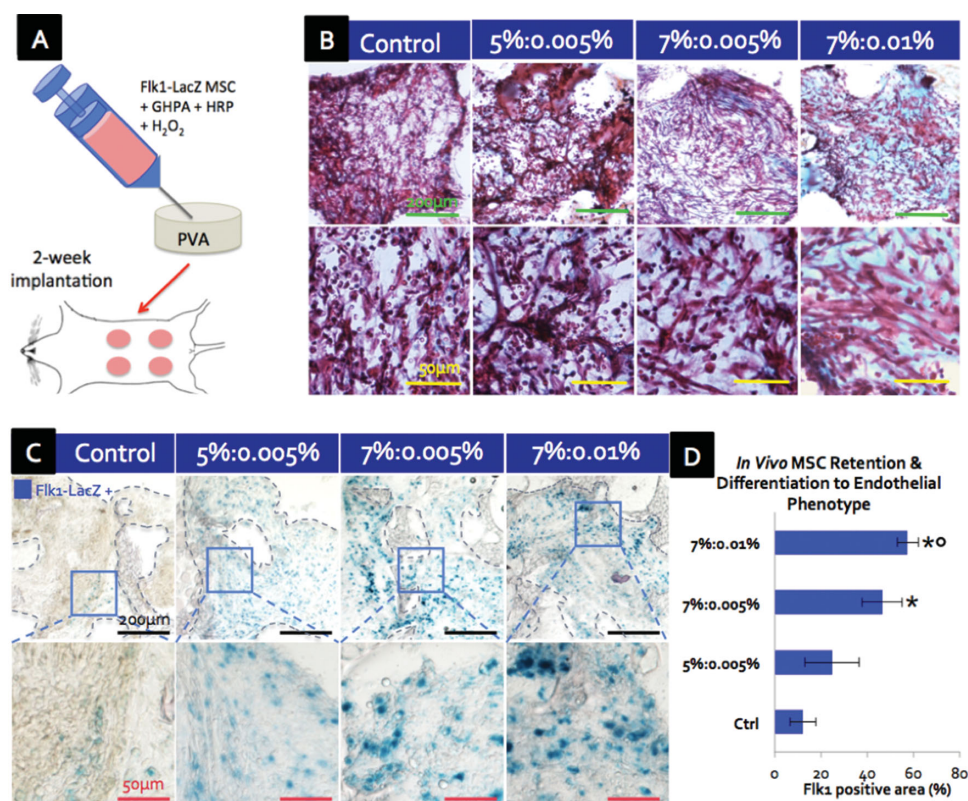 A
Flk1-LacZ MSC
+ GHPA + HRP
+ H₂O₂
PVA
2-week
implantation
B
Control
5%:0.005%
7%:0.005%
7%:0.01%
200µm
50µm
C
Control
5%:0.005%
7%:0.005%
7%:0.01%
Flk1-LacZ +
200µm
50µm
D
In Vivo MSC Retention &
Differentiation to Endothelial
Phenotype
7%:0.01%
*°
7%:0.005%
*
5%:0.005%
Ctrl
0 20 40 60 80
Flk1 positive area (%)